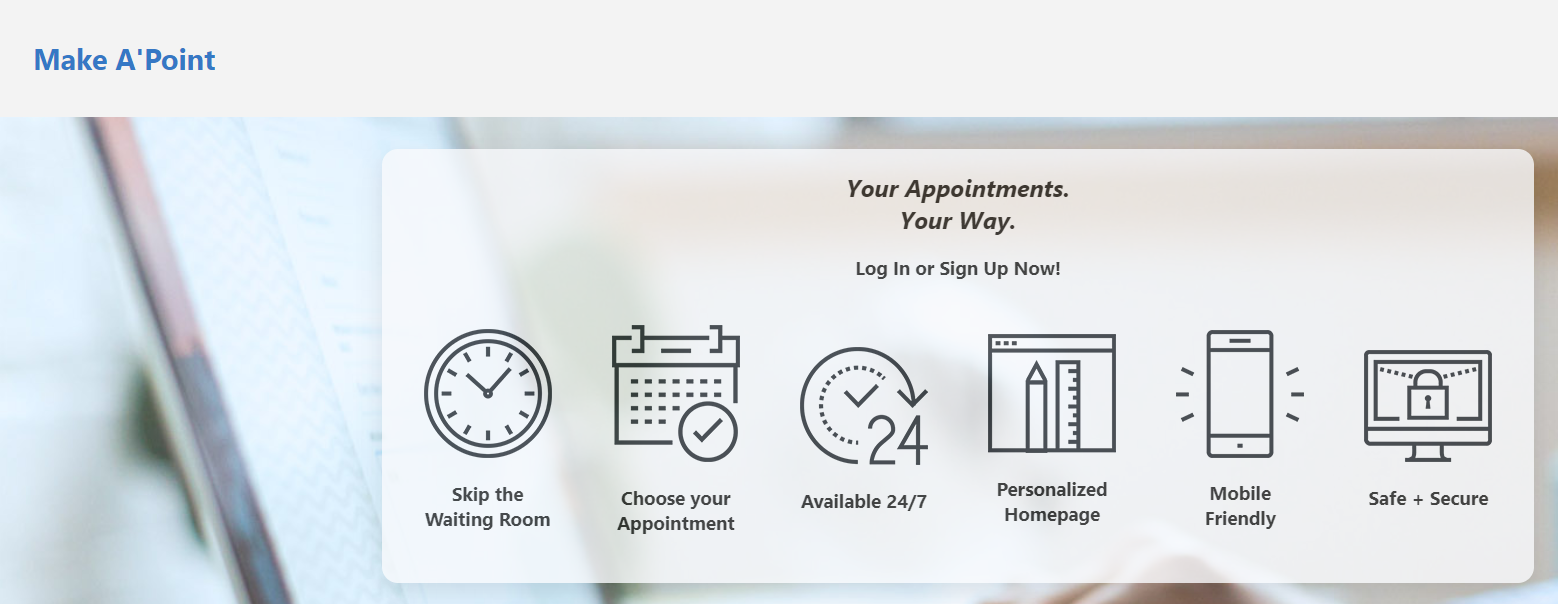 Make A'Point
Your Appointments.
Your Way.
Log In or Sign Up Now!
24
Skip the
Waiting Room
Choose your
Appointment
Available 24/7
Personalized
Homepage
Mobile
Friendly
Safe + Secure